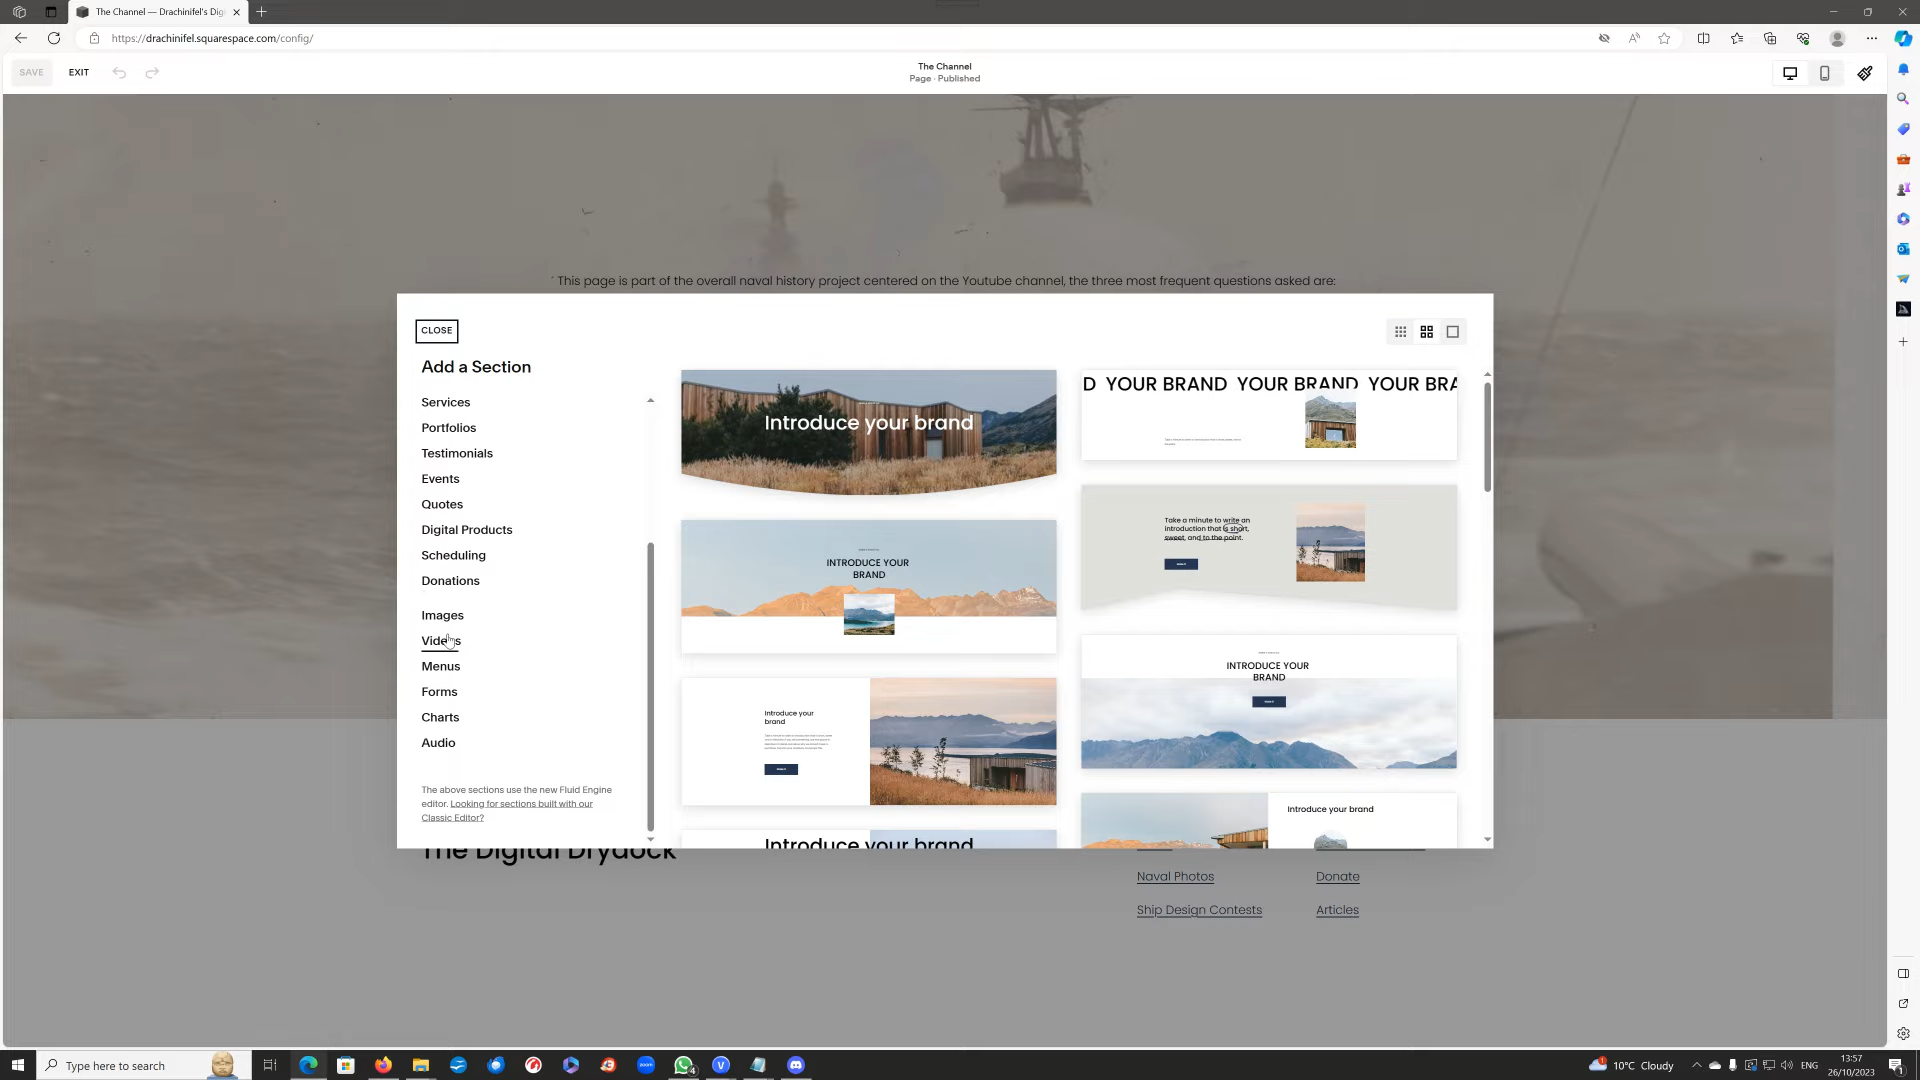 The Channel — Drachinifel's Dig
https://drachinifel.squarespace.com/config/
SAVE
EXIT
The Channel
Page · Published
This page is part of the overall naval history project centered on the Youtube channel, the three most frequent questions asked are:
CLOSE
Add a Section
Services
Portfolios
Testimonials
Events
Quotes
Digital Products
Scheduling
Donations
Images
Videos
Menus
Forms
Charts
Audio
The above sections use the new Fluid Engine
editor. Looking for sections built with our
Classic Editor?
Introduce your brand
INTRODUCE YOUR
BRAND
Introduce your
brand
Introduce your brand
D YOUR BRAND YOUR BRAND YOUR BRA
Take a minute to write an
introduction that is short,
sweet, and to the point.
INTRODUCE YOUR
BRAND
Introduce your brand
The Digital Drydock
Naval Photos
Donate
Ship Design Contests
Articles
Type here to search
zoom
4
V
1
10°C Cloudy
ENG
13:57
26/10/2023
1